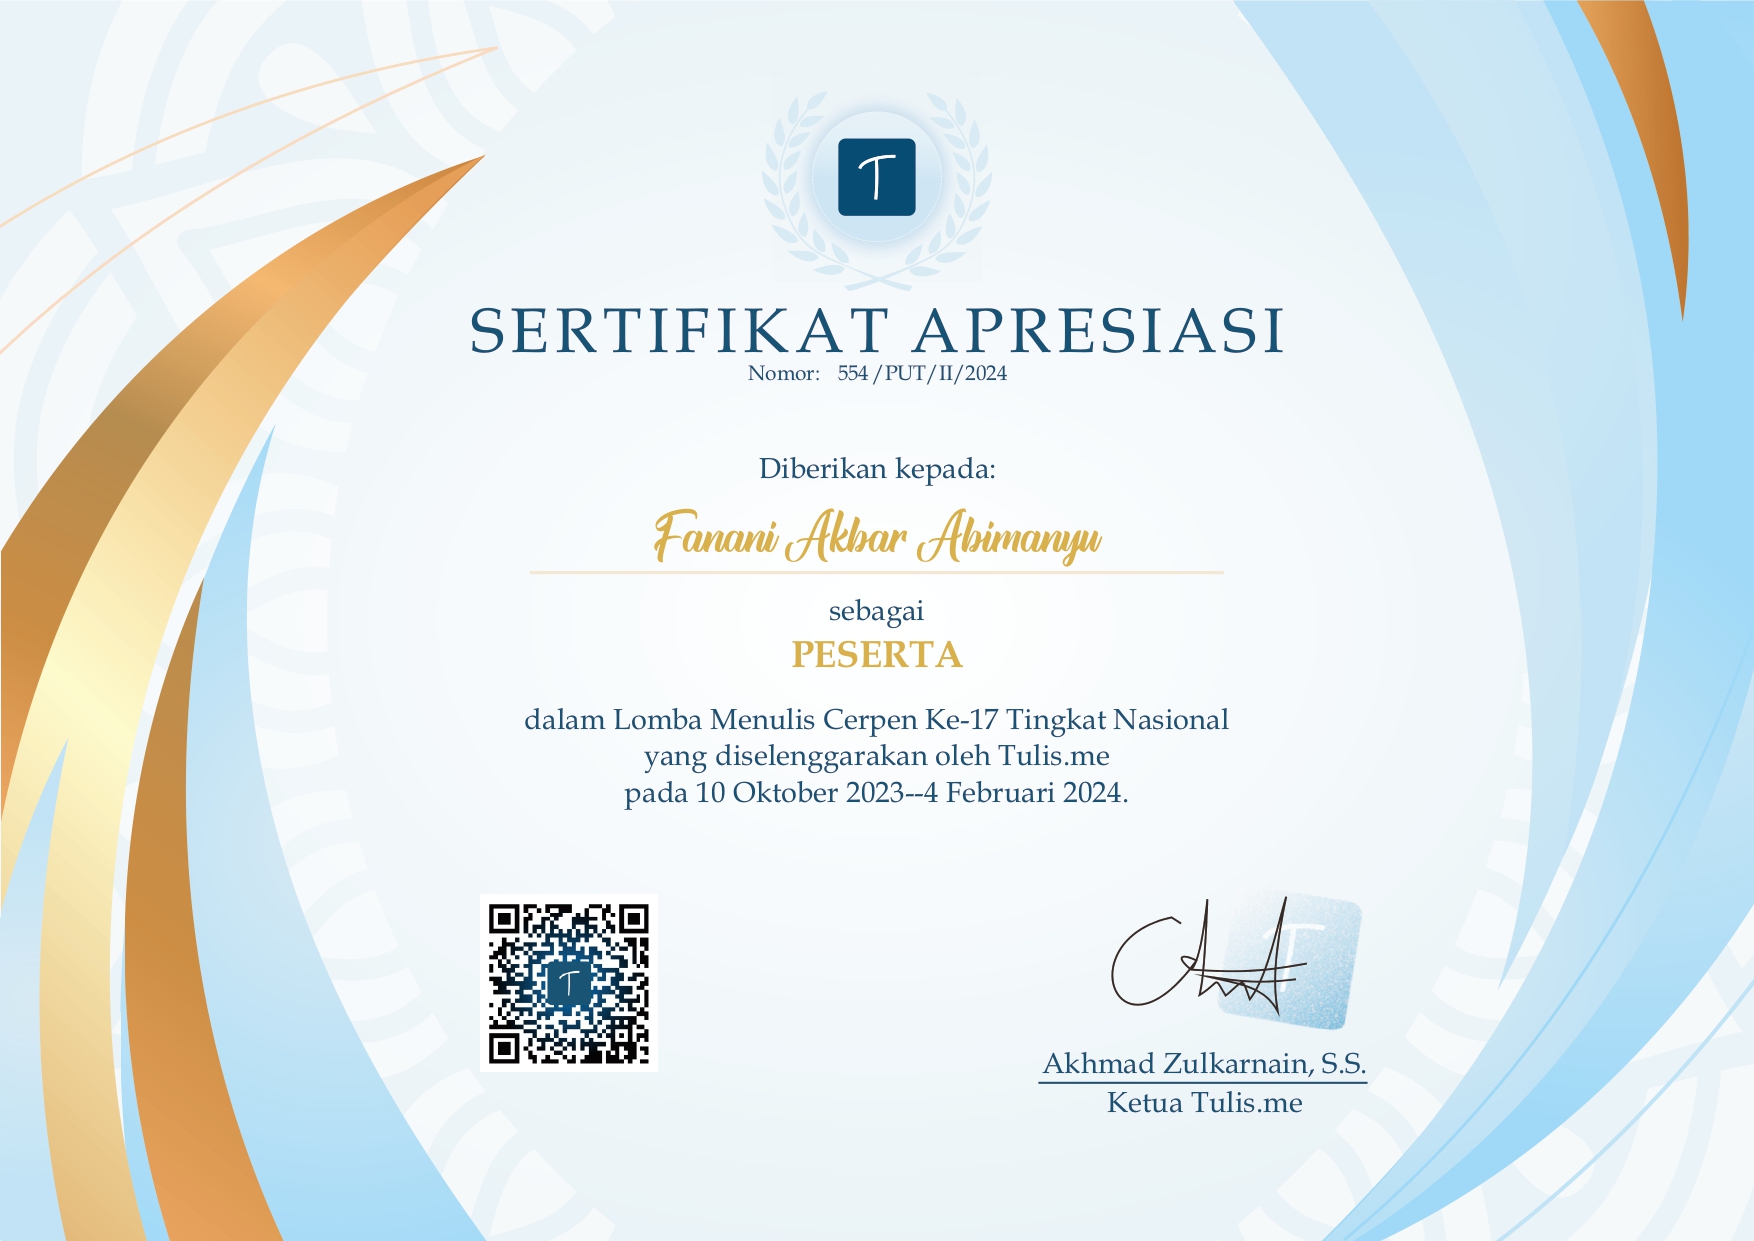 T
SERTIFIKAT APRESIASI
Nomor: 554 /PUT/II/2024
Diberikan kepada:
Fanani Akbar Abimanyu
sebagai
PESERTA
dalam Lomba Menulis Cerpen Ke-17 Tingkat Nasional
yang diselenggarakan oleh Tulis.me
pada 10 Oktober 2023--4 Februari 2024.
T
T
Akhmad Zulkarnain, S.S.
Ketua Tulis.me